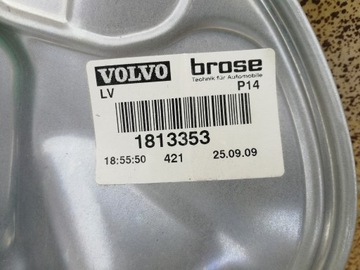 VOLVO brose
Technik für Automobile
LV P14
1813353
18:55:50 421 25.09.09